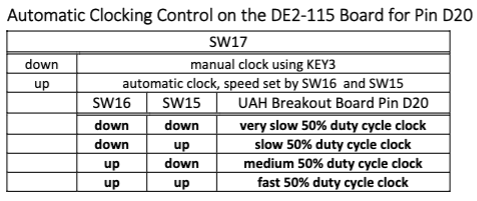 Automatic Clocking Control on the DE2-115 Board for Pin D20
SW17
down manual clock using KEY3
up automatic clock, speed set by SW16 and SW15
SW16 SW15 UAH Breakout Board Pin D20
down down very slow 50% duty cycle clock
down up slow 50% duty cycle clock
up down medium 50% duty cycle clock
up up fast 50% duty cycle clock